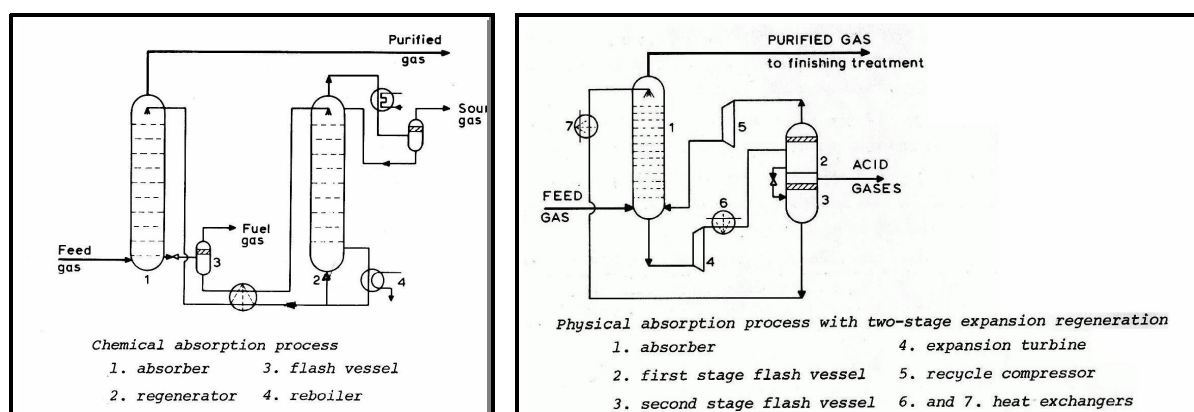 Purified
gas
Sour
gas
Fuel
gas
Feed
gas
1
3
2
4
Chemical absorption process
1. absorber 3. flash vessel
2. regenerator 4. reboiler
PURIFIED GAS
to finishing treatment
7
1
5
2
ACID
GASES
3
FEED
GAS
6
4
Physical absorption process with two-stage expansion regeneration
1. absorber 4. expansion turbine
2. first stage flash vessel 5. recycle compressor
3. second stage flash vessel 6. and 7. heat exchangers